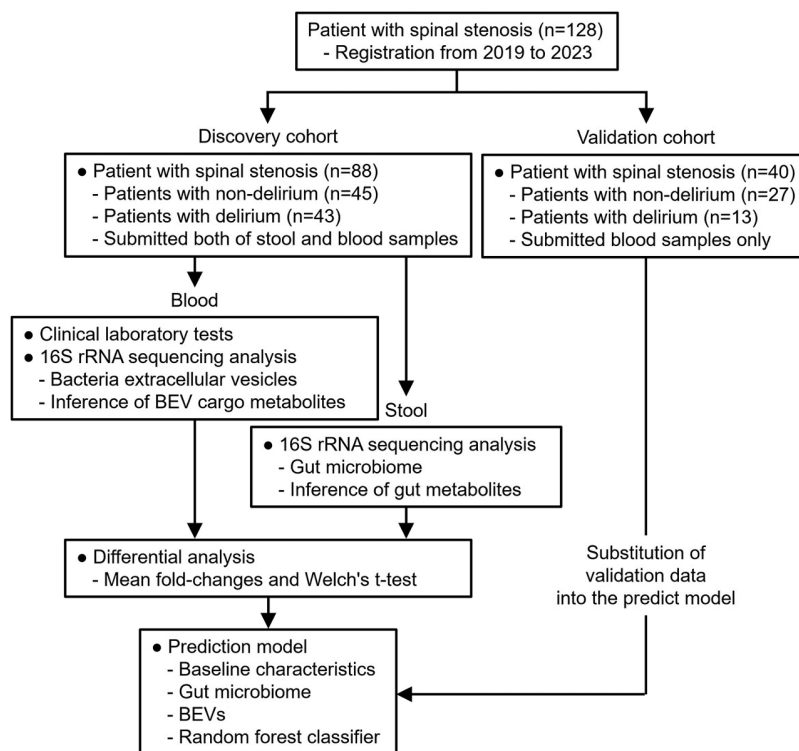 Patient with spinal stenosis (n=128)
- Registration from 2019 to 2023
Discovery cohort
● Patient with spinal stenosis (n=88)
- Patients with non-delirium (n=45)
- Patients with delirium (n=43)
- Submitted both of stool and blood samples
Validation cohort
● Patient with spinal stenosis (n=40)
- Patients with non-delirium (n=27)
- Patients with delirium (n=13)
- Submitted blood samples only
Blood
● Clinical laboratory tests
● 16S rRNA sequencing analysis
- Bacteria extracellular vesicles
- Inference of BEV cargo metabolites
Stool
● 16S rRNA sequencing analysis
- Gut microbiome
- Inference of gut metabolites
● Differential analysis
- Mean fold-changes and Welch's t-test
Substitution of
validation data
into the predict model
● Prediction model
- Baseline characteristics
- Gut microbiome
- BEVs
- Random forest classifier